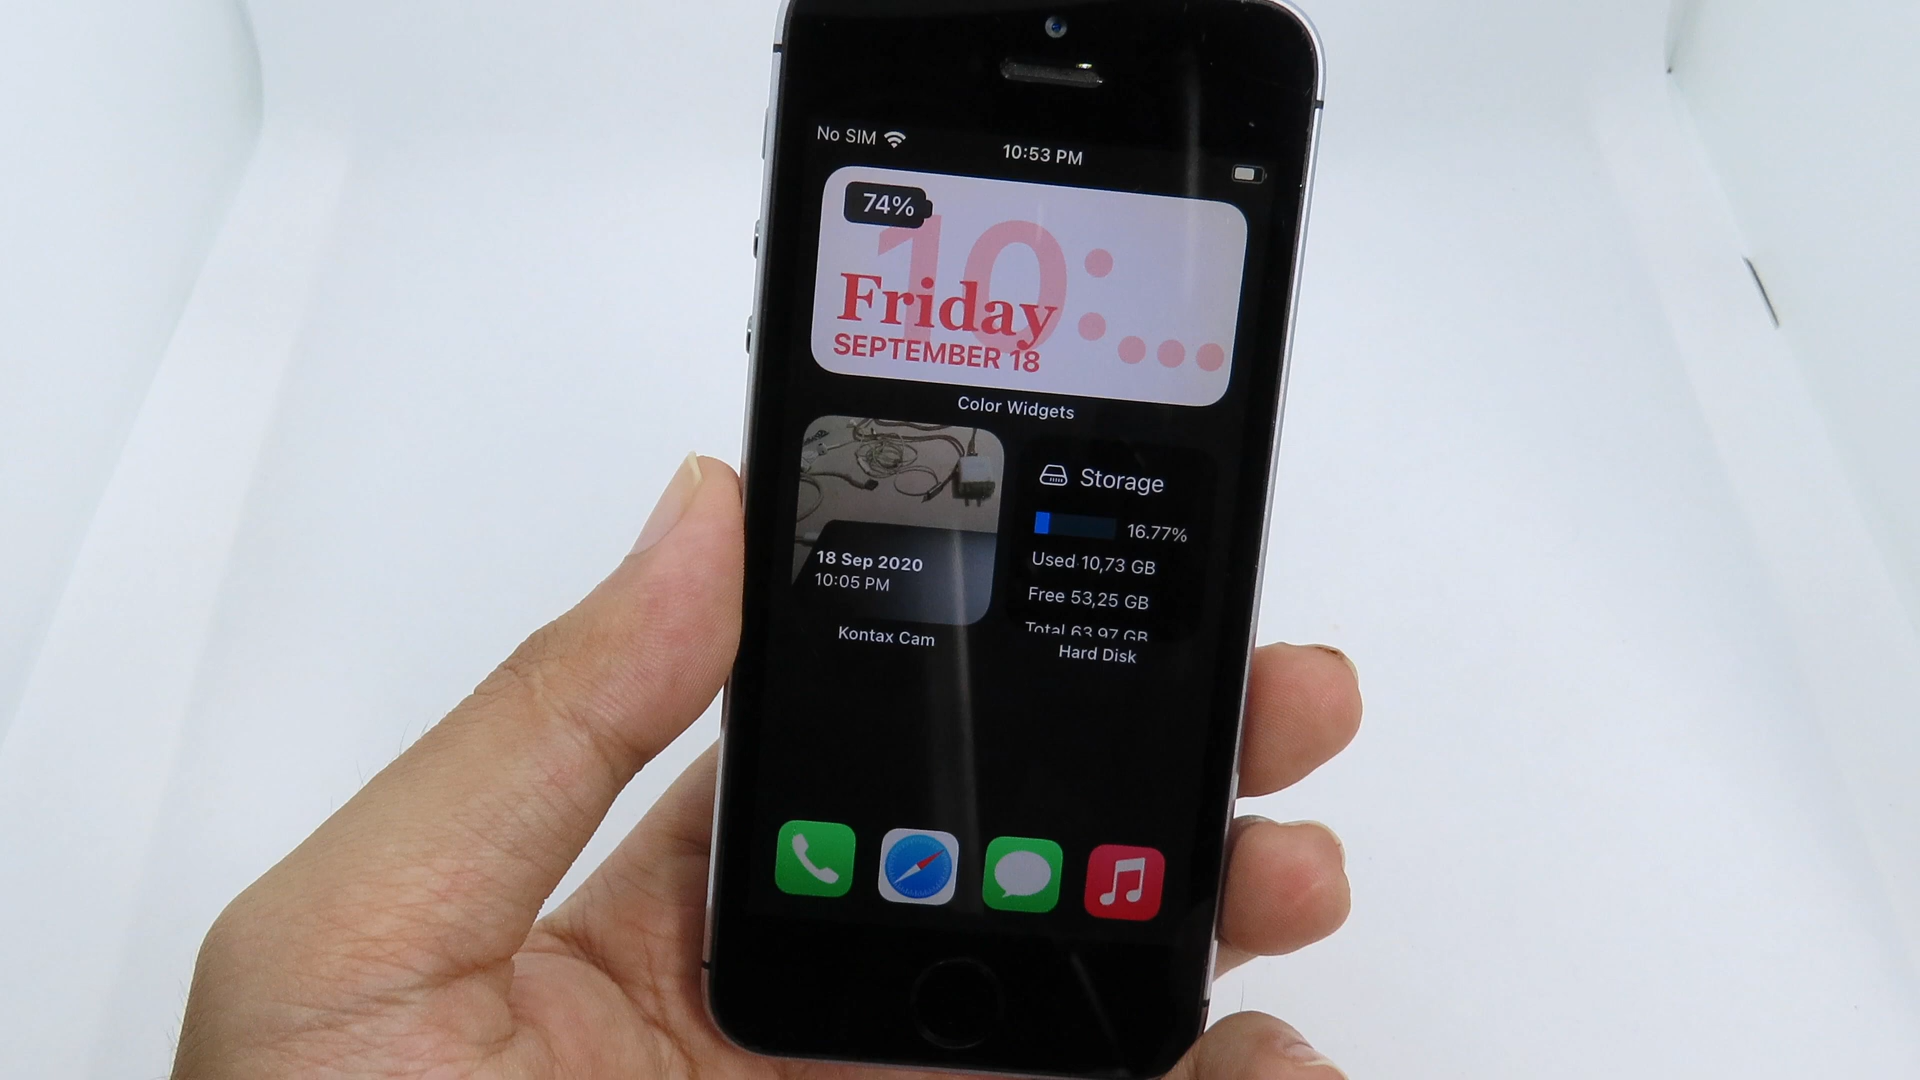 No SIM
10:53 PM
74%
10:...
Friday
SEPTEMBER 18
Color Widgets
18 Sep 2020
10:05 PM
Kontax Cam
Storage
16.77%
Used 10,73 GB
Free 53,25 GB
Total 63,97 GB
Hard Disk